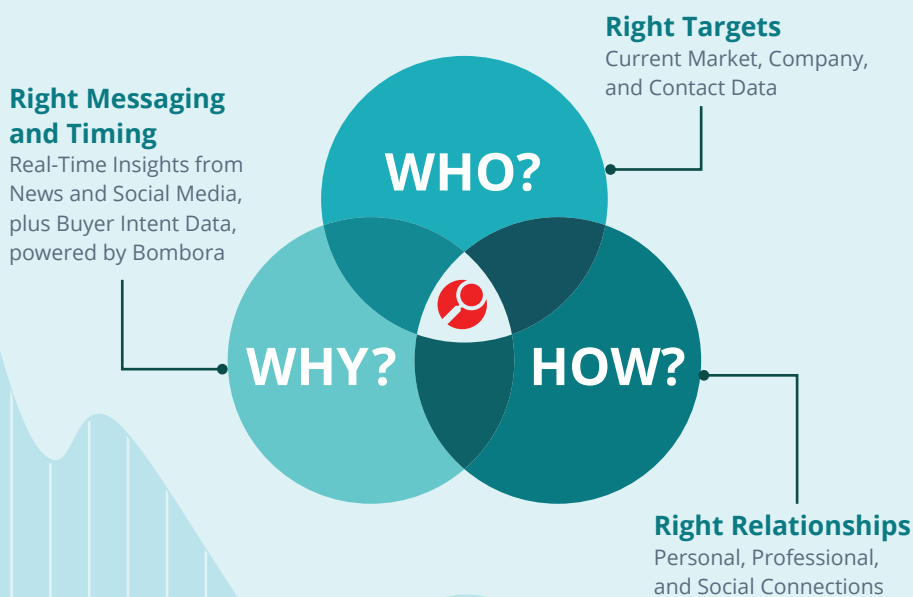 Right Targets
Current Market, Company,
and Contact Data
Right Messaging
and Timing
Real-Time Insights from
News and Social Media,
plus Buyer Intent Data,
powered by Bombora
WHO?
WHY?
HOW?
Right Relationships
Personal, Professional,
and Social Connections